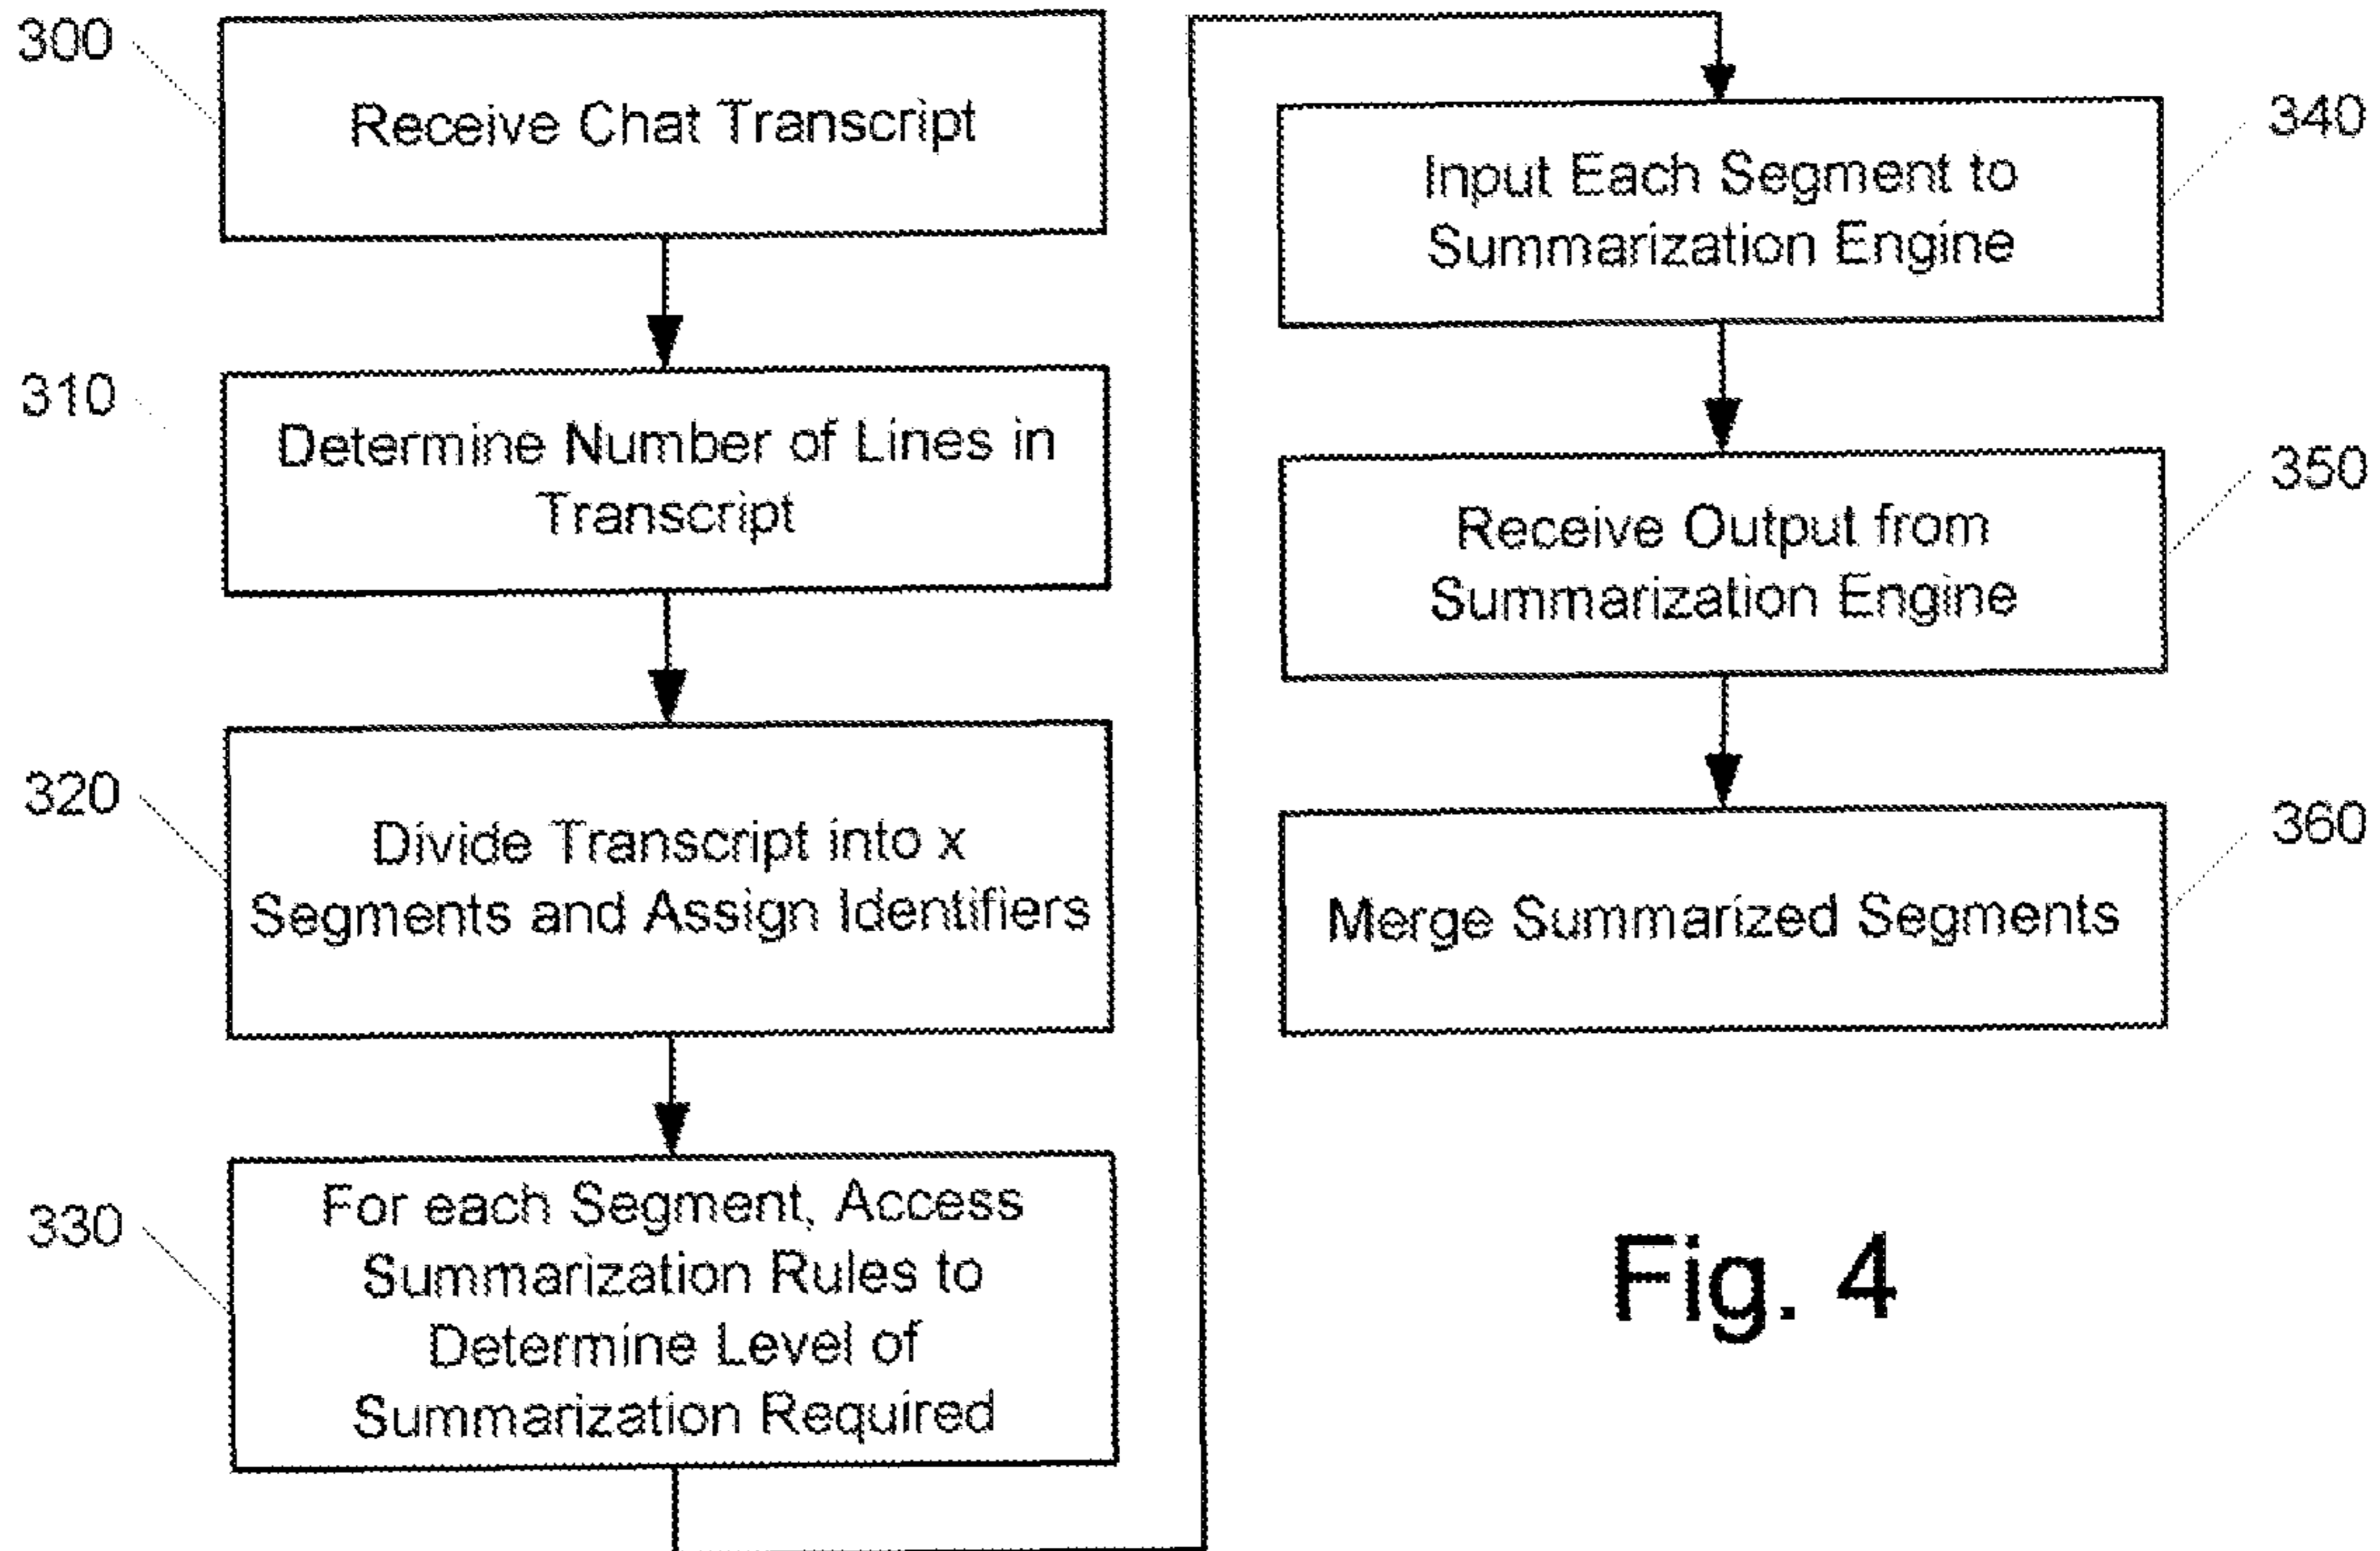 300
Receive Chat Transcript
310
Determine Number of Lines in
Transcript
320
Divide Transcript into x
Segments and Assign Identifiers
330
For each Segment, Access
Summarization Rules to
Determine Level of
Summarization Required
340
Input Each Segment to
Summarization Engine
350
Receive Output from
Summarization Engine
360
Merge Summarized Segments
Fig. 4